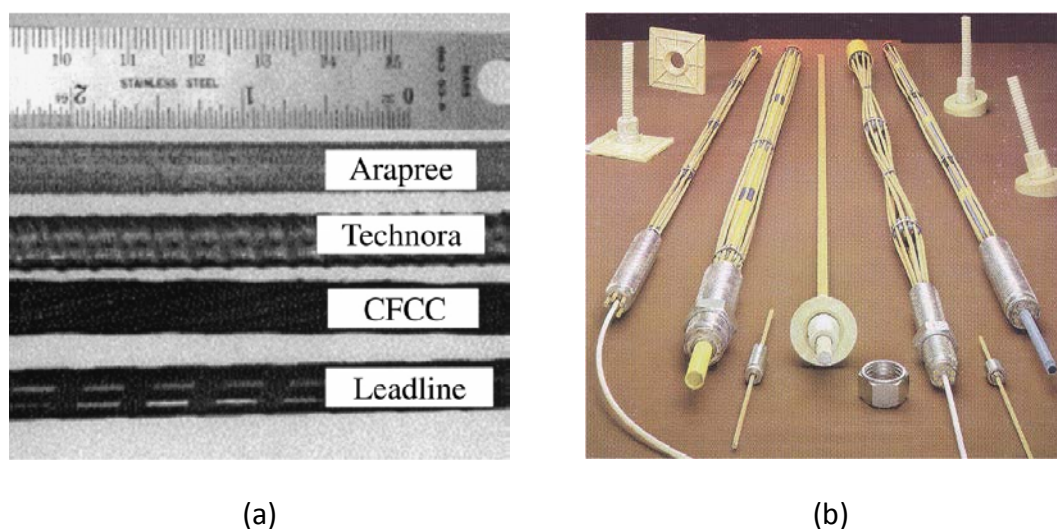 10 11 12 13 14 15
STAINLESS STEEL
2 1 0
Arapree
Technora
CFCC
Leadline
(a)
(b)